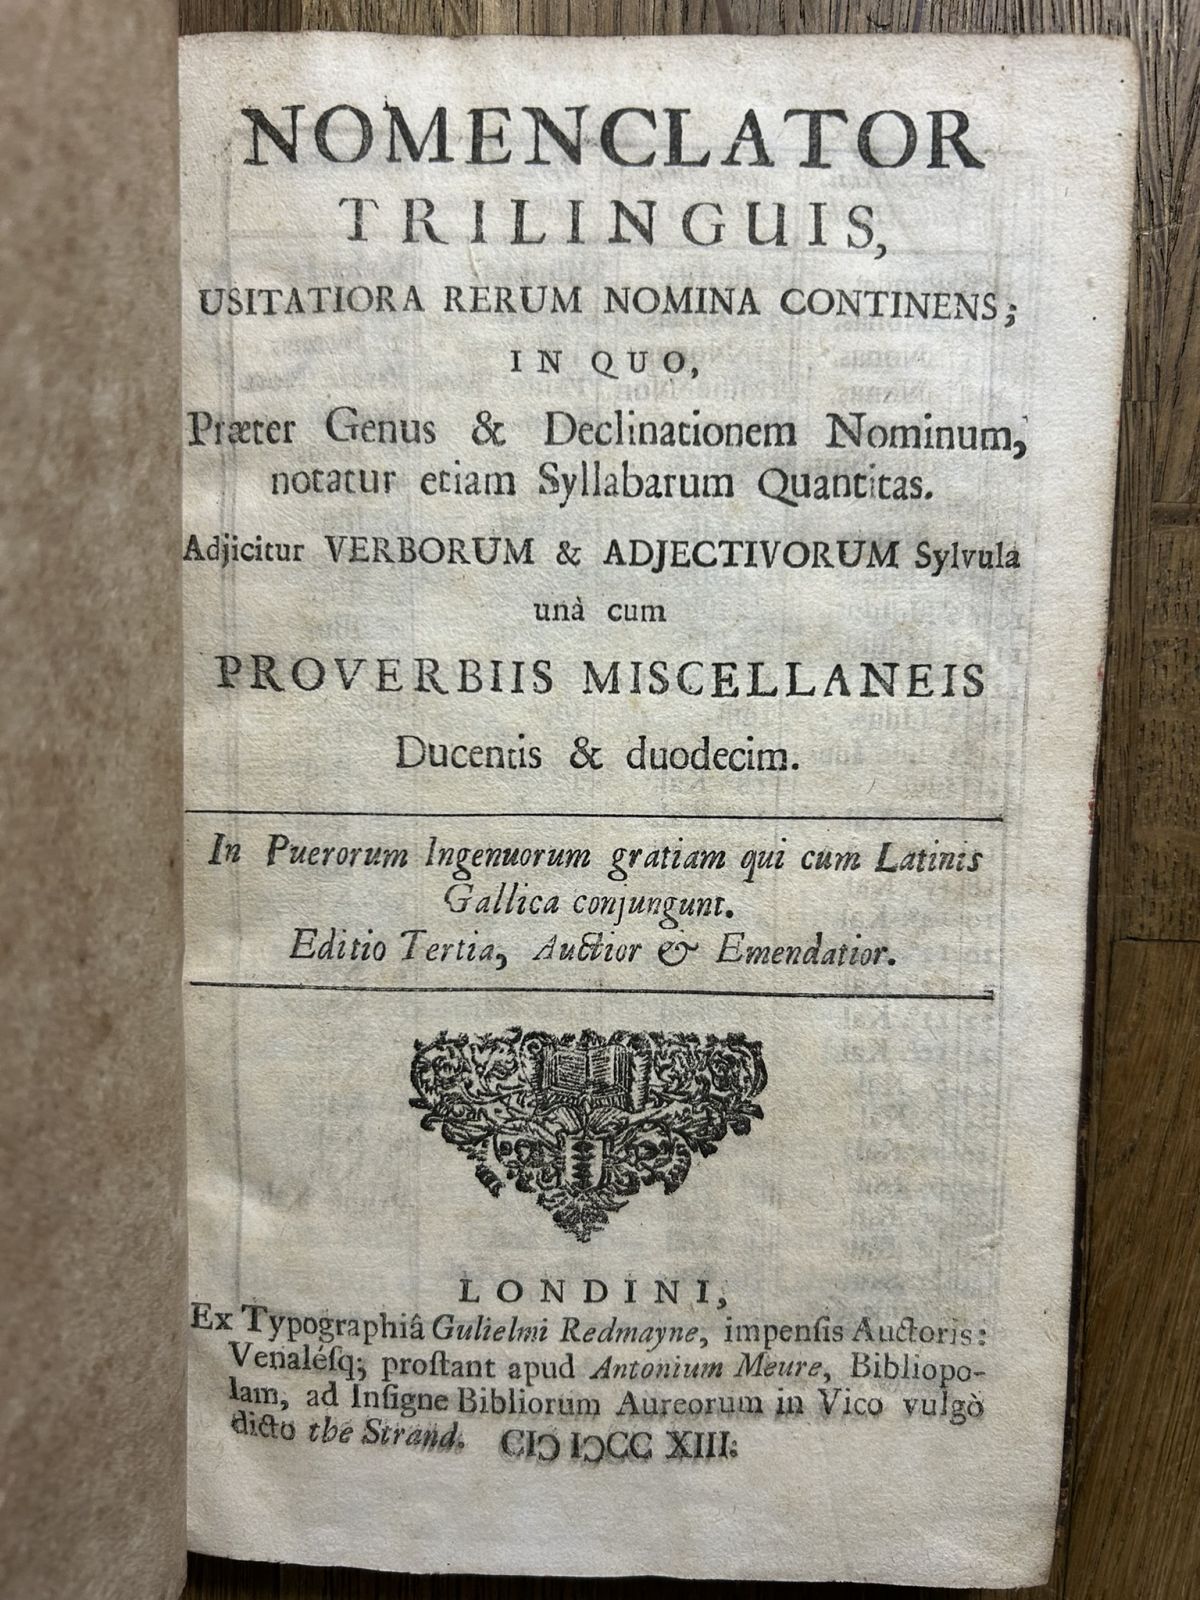 NOMENCLATOR
TRILINGUIS,
USITATIORA RERUM NOMINA CONTINENS;
IN QUO,
Præter Genus & Declinationem Nominum,
notatur etiam Syllabarum Quantitas.
Adjicitur VERBORUM & ADJECTIVORUM Sylvula
unà cum
PROVERBIIS MISCELLANEIS
Ducentis & duodecim.
In Puerorum Ingenuorum gratiam qui cum Latinis
Gallica conjungunt.
Editio Tertia, Auctior & Emendatior.
LONDINI,
Ex Typographiâ Gulielmi Redmayne, impenſis Auctoris:
Venaléſq; proſtant apud Antonium Meure, Bibliopo-
lam, ad Inſigne Bibliorum Aureorum in Vico vulgò
dicto the Strand. CIↃ IↃCC XIII: